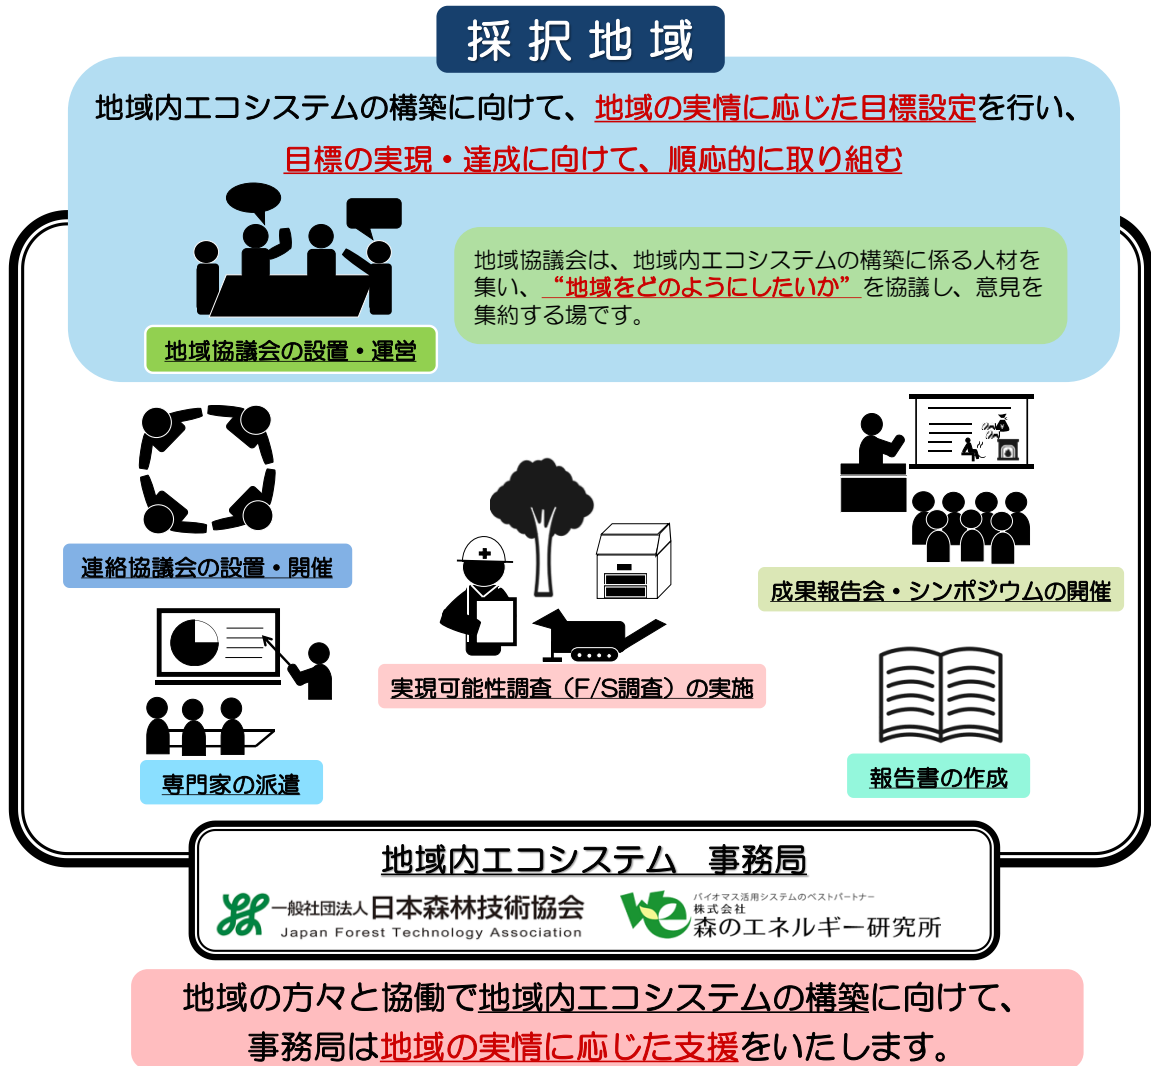 採択地域
地域内エコシステムの構築に向けて、地域の実情に応じた目標設定を行い、
目標の実現・達成に向けて、順応的に取り組む
地域協議会は、地域内エコシステムの構築に係る人材を
集い、“地域をどのようにしたいか”を協議し、意見を
集約する場です。
地域協議会の設置・運営
連絡協議会の設置・開催
成果報告会・シンポジウムの開催
実現可能性調査（F/S調査）の実施
専門家の派遣
報告書の作成
地域内エコシステム　事務局
一般社団法人日本森林技術協会
Japan Forest Technology Association
バイオマス活用システムのベストパートナー
株式会社
森のエネルギー研究所
地域の方々と協働で地域内エコシステムの構築に向けて、
事務局は地域の実情に応じた支援をいたします。